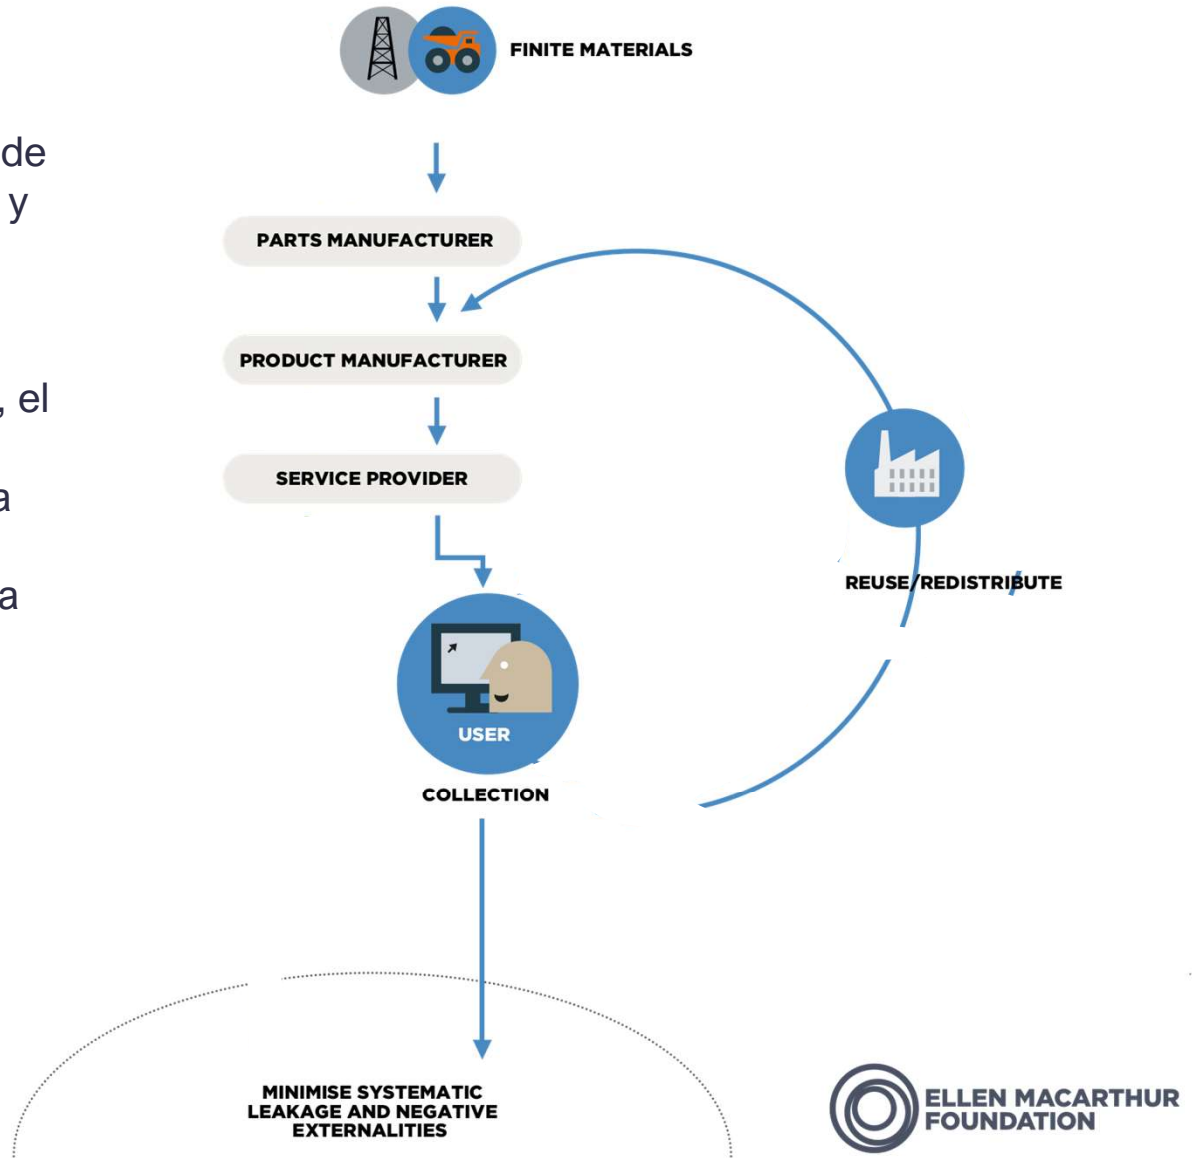 FINITE MATERIALS
de
y
, el
a
a
PARTS MANUFACTURER
PRODUCT MANUFACTURER
SERVICE PROVIDER
REUSE/REDISTRIBUTE
USER
COLLECTION
MINIMISE SYSTEMATIC
LEAKAGE AND NEGATIVE
EXTERNALITIES
ELLEN MACARTHUR
FOUNDATION